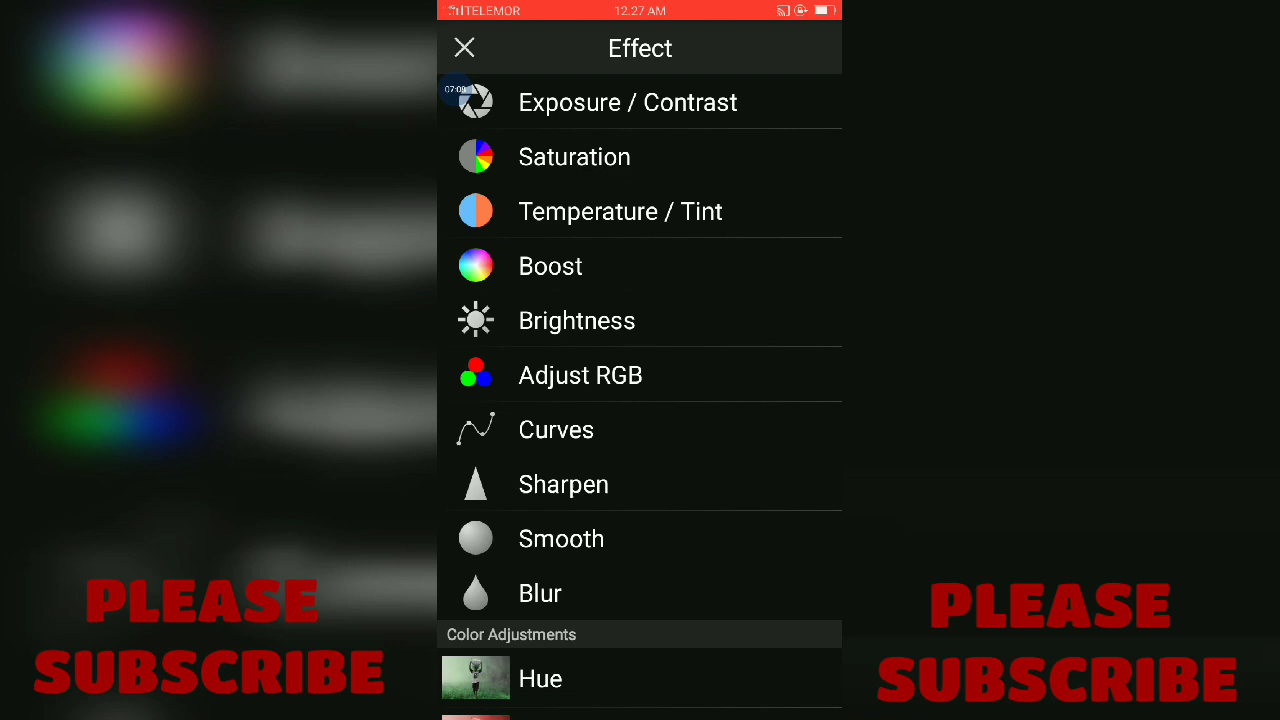 TELEMOR 12.27 AM
Effect
07:09
Exposure / Contrast
Saturation
Temperature / Tint
Boost
Brightness
Adjust RGB
Curves
Sharpen
Smooth
Blur
Color Adjustments
Hue
PLEASE
SUBSCRIBE
PLEASE
SUBSCRIBE